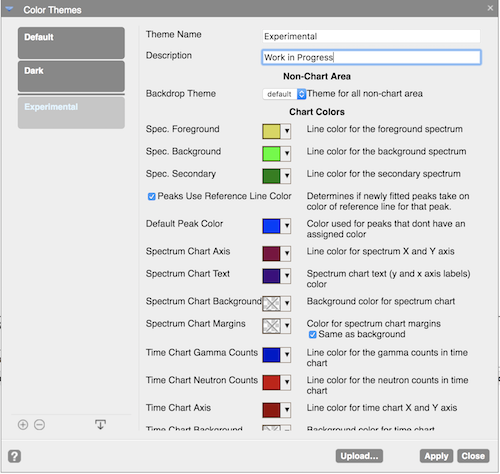 Color Themes
Default
Dark
Experimental
Theme Name Experimental
Description Work in Progress
Non-Chart Area
Backdrop Theme default Theme for all non-chart area
Chart Colors
Spec. Foreground Line color for the foreground spectrum
Spec. Background Line color for the background spectrum
Spec. Secondary Line color for the secondary spectrum
Peaks Use Reference Line Color Determines if newly fitted peaks take on
color of reference line for that peak.
Default Peak Color Color used for peaks that dont have an
assigned color
Spectrum Chart Axis Line color for spectrum X and Y axis
Spectrum Chart Text Spectrum chart text (y and x axis labels)
color
Spectrum Chart Background Background color for spectrum chart
Spectrum Chart Margins Color for spectrum chart margins
Same as background
Time Chart Gamma Counts Line color for the gamma counts in time
chart
Time Chart Neutron Counts Line color for the neutron counts in time
chart
Time Chart Axis Line color for time chart X and Y axis
Time Chart Background Background color for time chart
? Upload... Apply Close